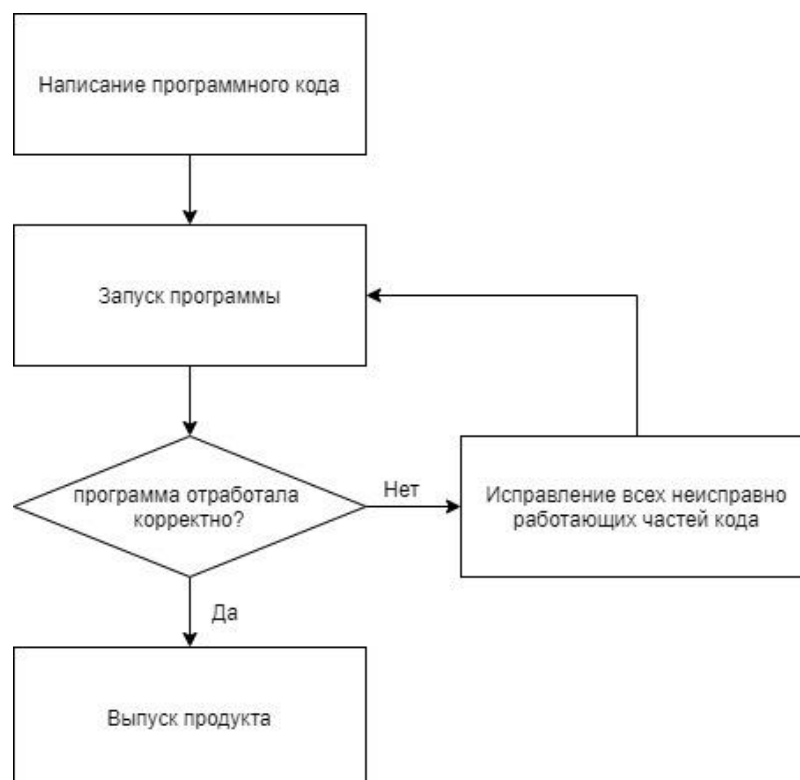 Написание программного кода
Запуск программы
программа отработала
корректно?
Нет
Исправление всех неисправно
работающих частей кода
Да
Выпуск продукта